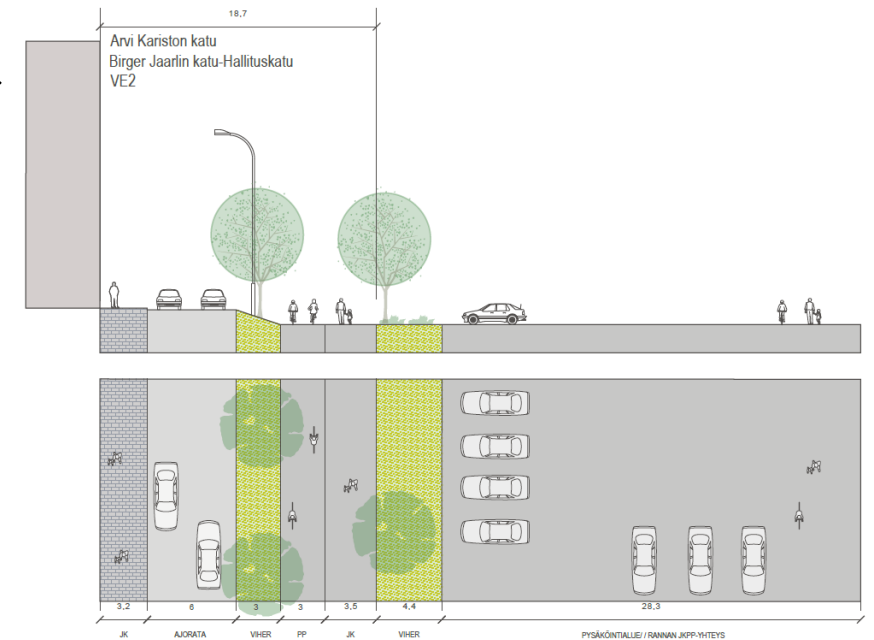 18,7
Arvi Kariston katu
Birger Jaarlin katu-Hallituskatu
VE2
3,2 6 3 3 3,5 4,4 28,3
JK AJORATA VIHER PP JK VIHER PYSÄKÖINTIALLUE/ / RANNAN JKPP-YHTEYS